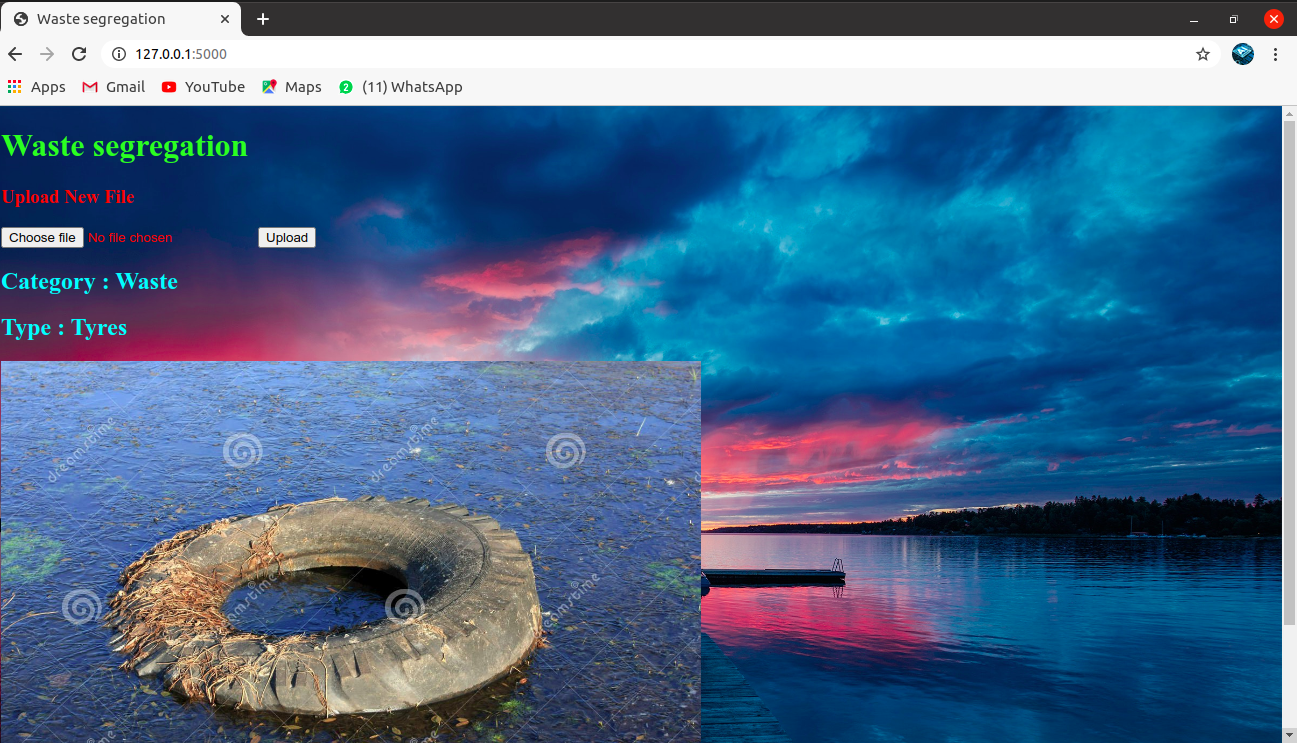 Waste segregation
127.0.0.1:5000
Apps Gmail YouTube Maps 2 (11) WhatsApp
Waste segregation
Upload New File
Choose file No file chosen Upload
Category : Waste
Type : Tyres
dreamstime
dreamstime
dreamstime